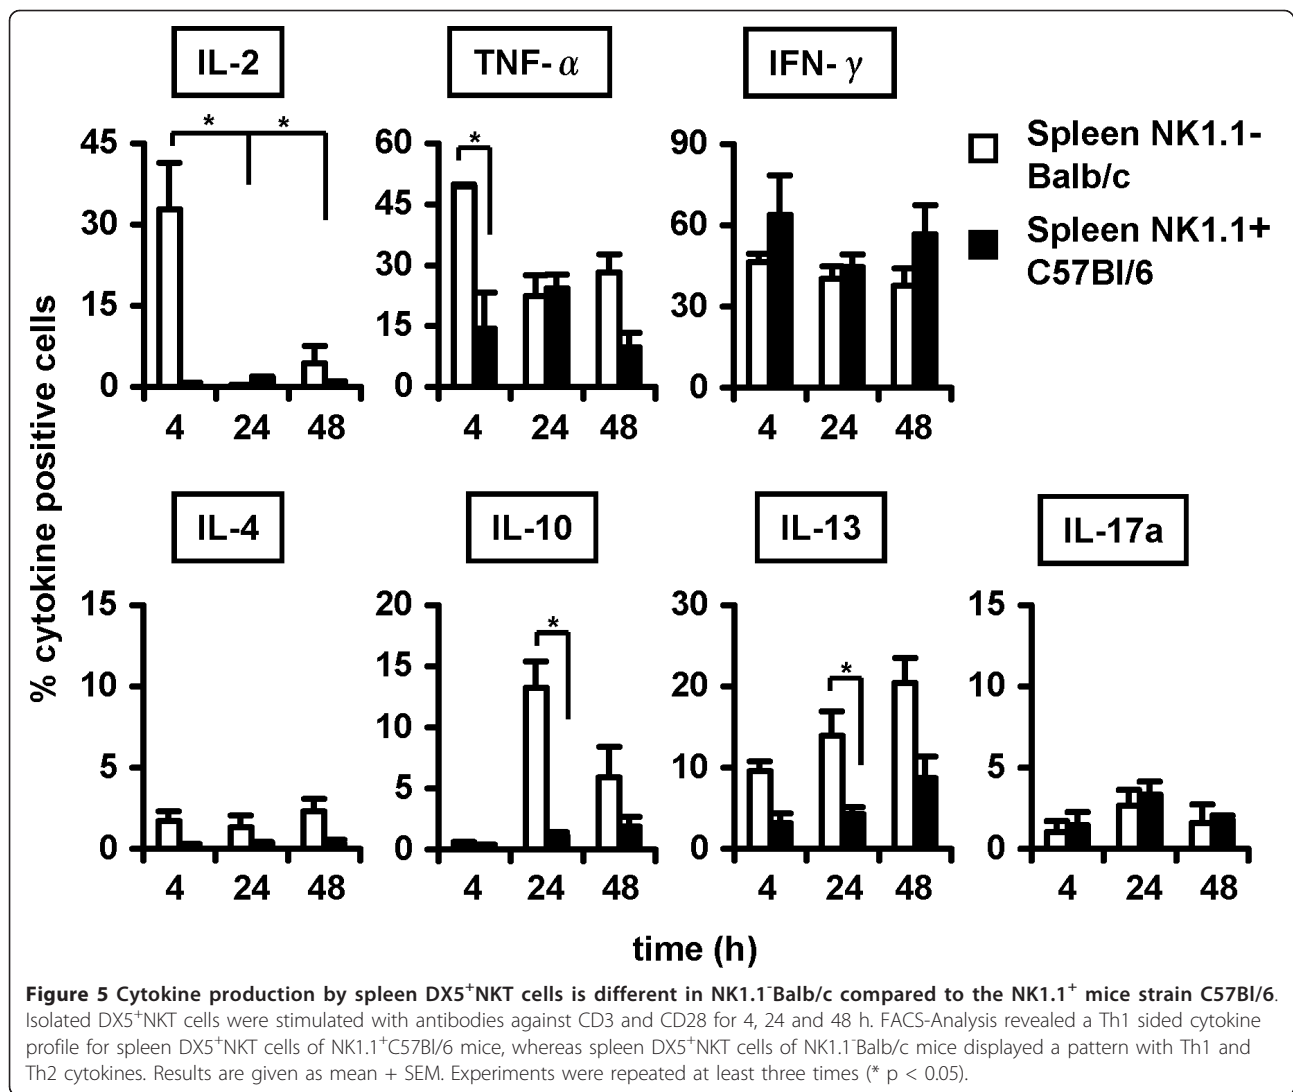 IL-2
TNF- α
IFN- γ
* *
45
30
15
0
4 24 48
*
60
45
30
15
0
4 24 48
90
60
30
0
4 24 48
Spleen NK1.1-
Balb/c
Spleen NK1.1+
C57Bl/6
% cytokine positive cells
IL-4
IL-10
IL-13
IL-17a
15
10
5
0
4 24 48
*
20
15
10
5
0
4 24 48
*
30
20
10
0
4 24 48
15
10
5
0
4 24 48
time (h)
Figure 5 Cytokine production by spleen DX5⁺NKT cells is different in NK1.1⁻Balb/c compared to the NK1.1⁺ mice strain C57Bl/6.
Isolated DX5⁺NKT cells were stimulated with antibodies against CD3 and CD28 for 4, 24 and 48 h. FACS-Analysis revealed a Th1 sided cytokine
profile for spleen DX5⁺NKT cells of NK1.1⁺C57Bl/6 mice, whereas spleen DX5⁺NKT cells of NK1.1⁻Balb/c mice displayed a pattern with Th1 and
Th2 cytokines. Results are given as mean + SEM. Experiments were repeated at least three times (* p < 0.05).